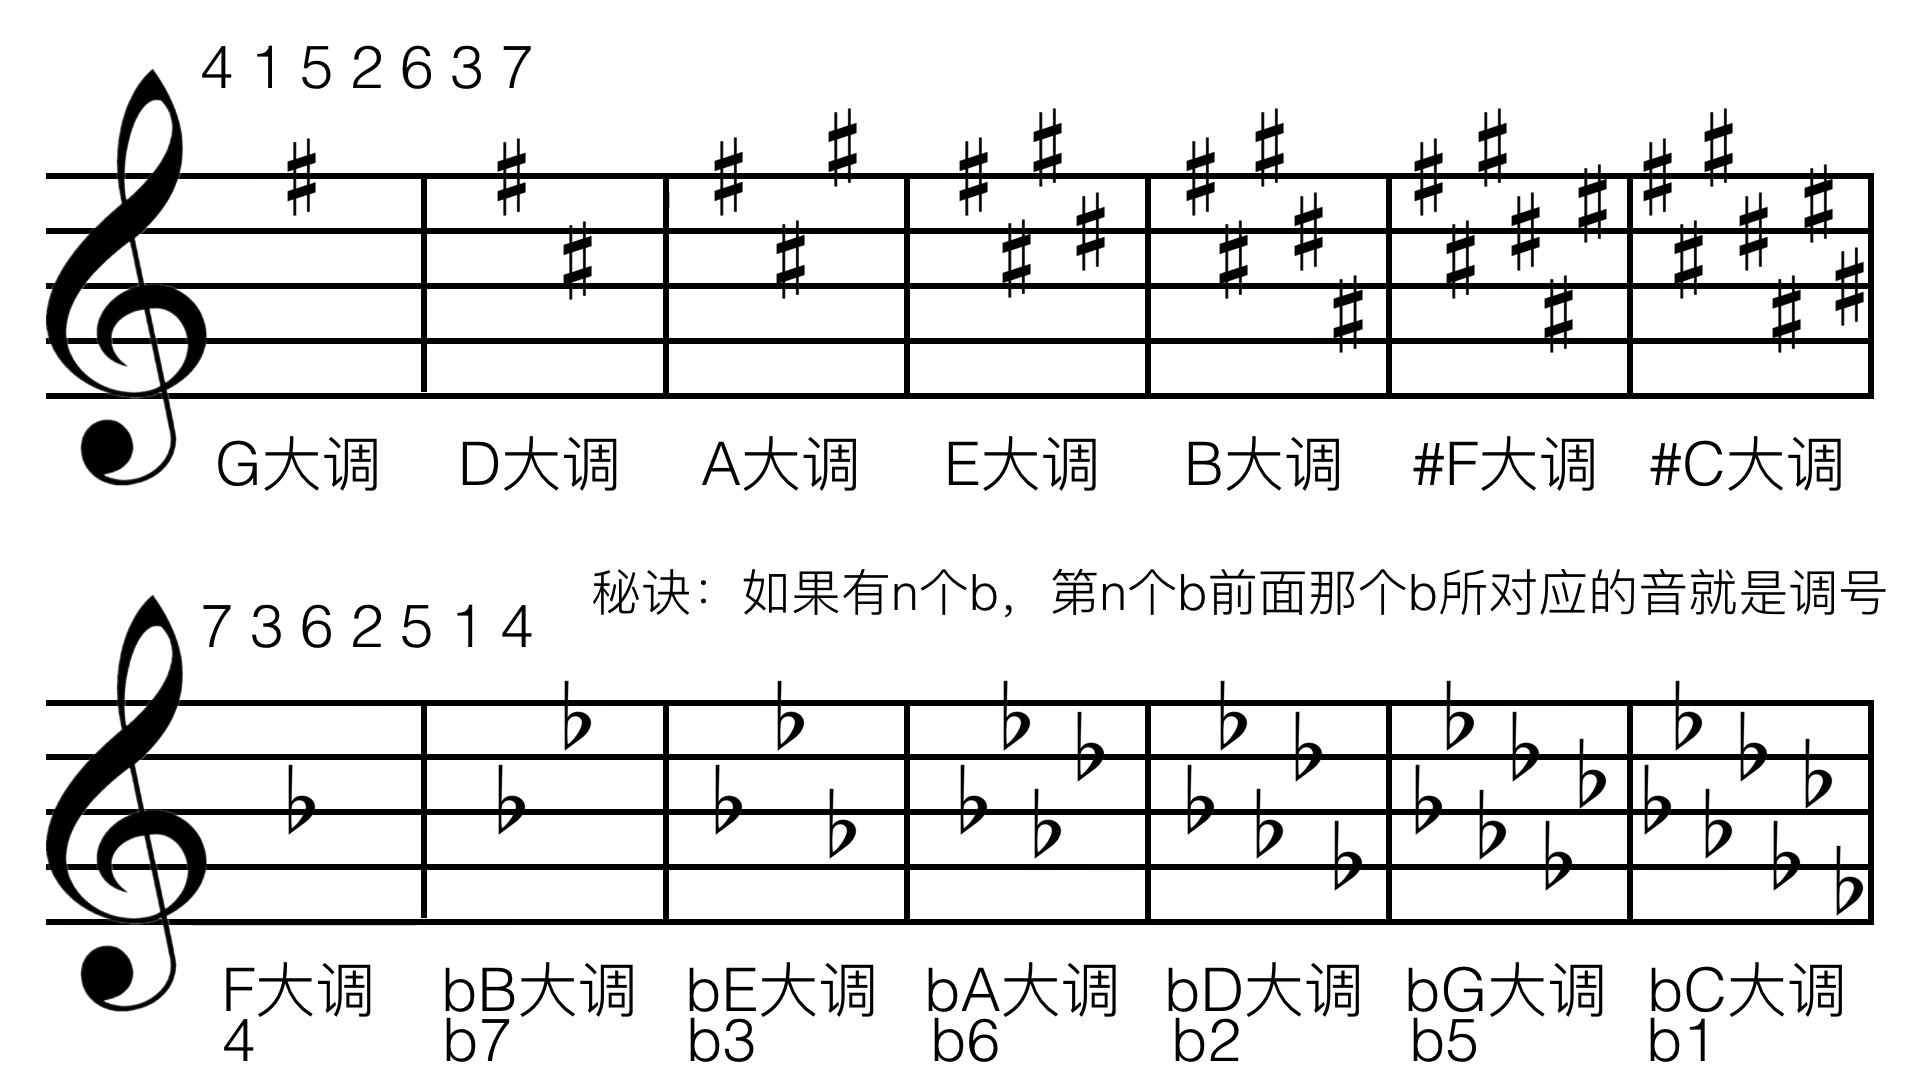 4 1 5 2 6 3 7
G大调 D大调 A大调 E大调 B大调 #F大调 #C大调
秘诀：如果有n个b，第n个b前面那个b所对应的音就是调号
7 3 6 2 5 1 4
F大调 bB大调 bE大调 bA大调 bD大调 bG大调 bC大调
4 b7 b3 b6 b2 b5 b1